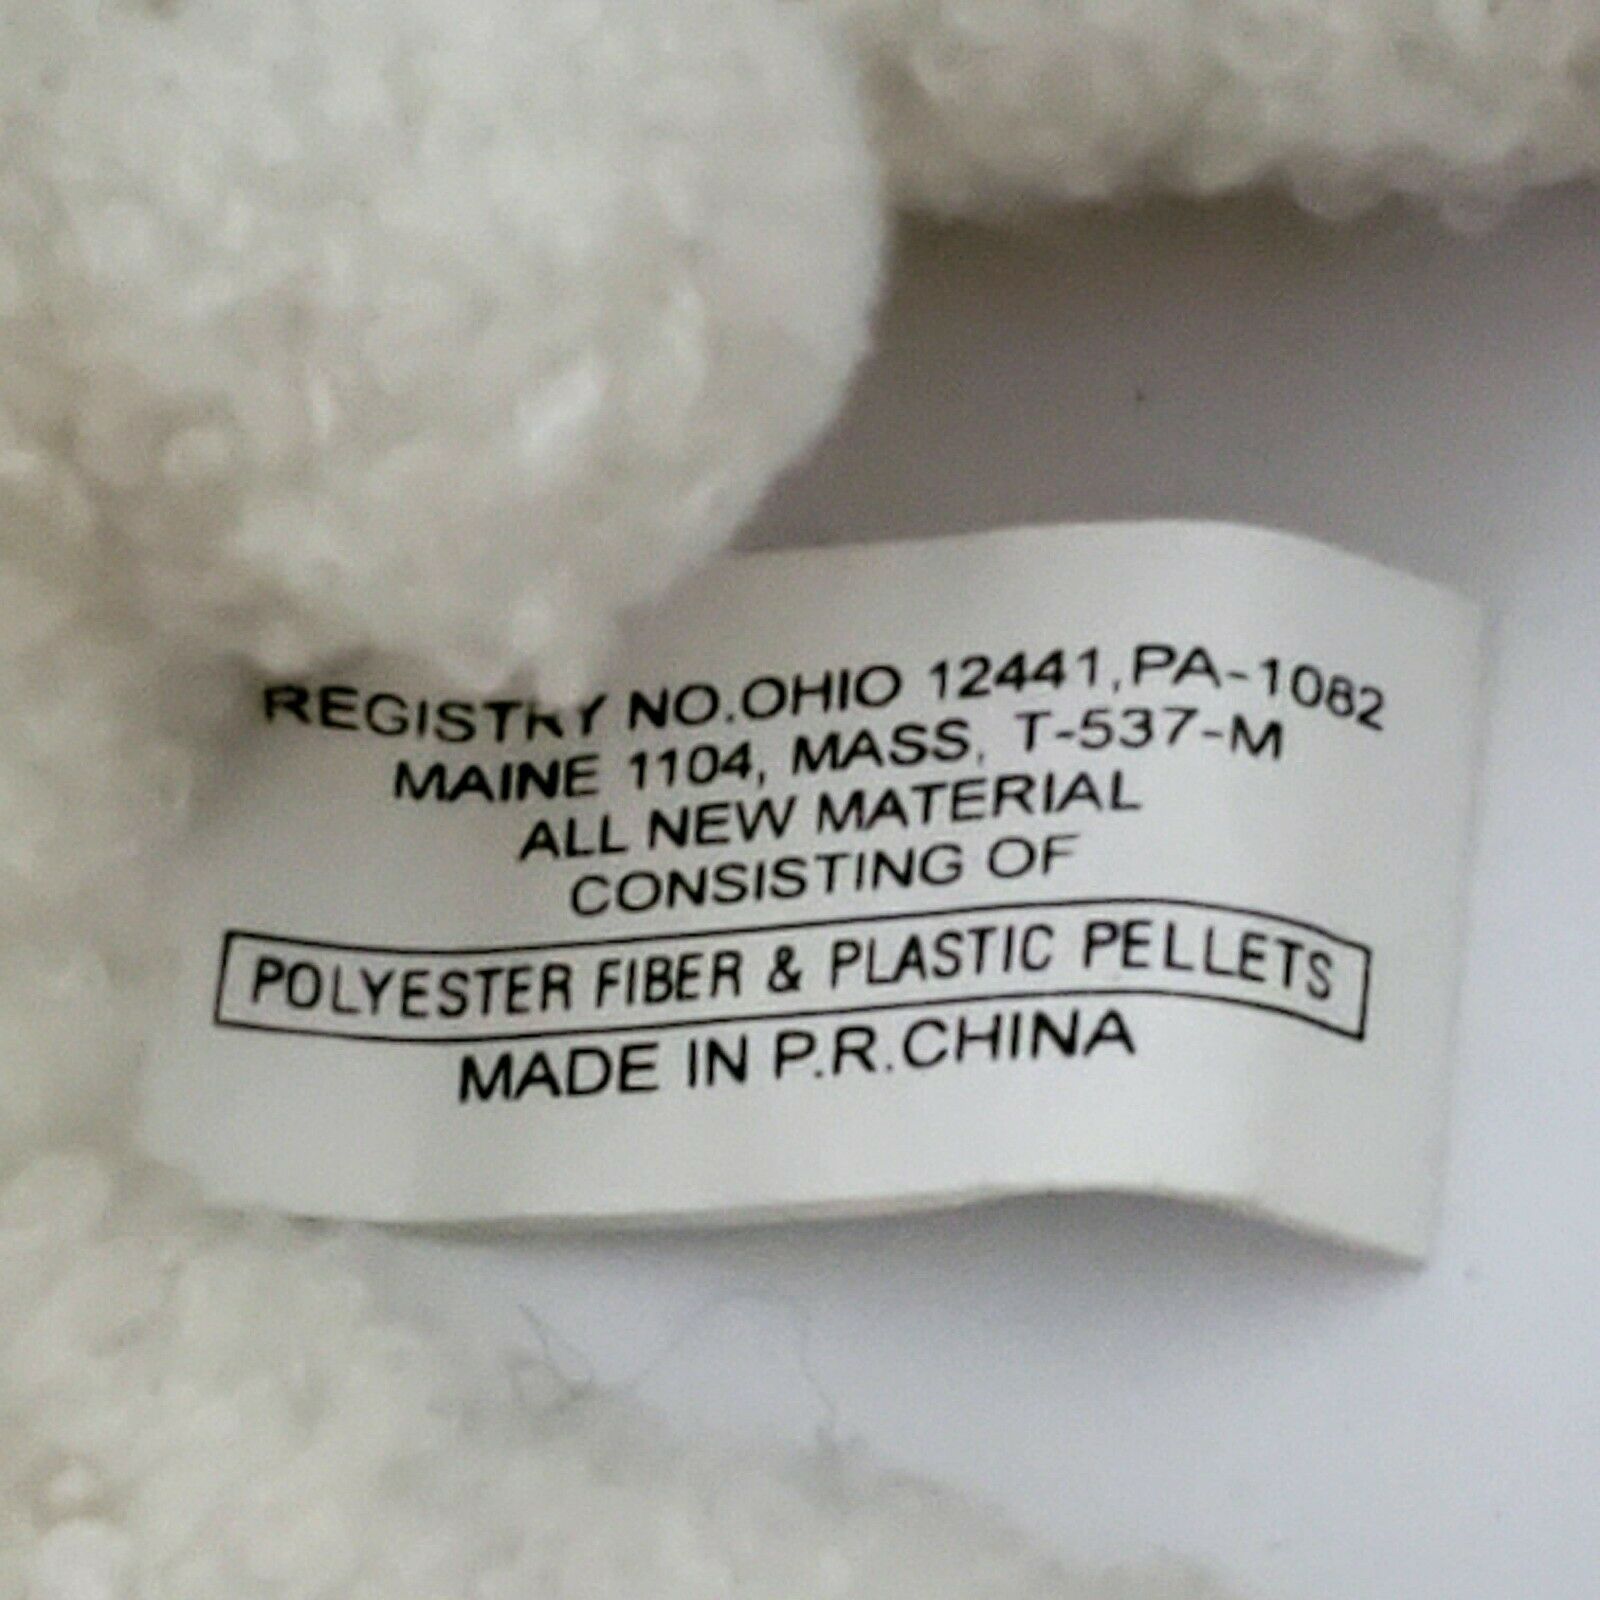 REGISTRY NO.OHIO 12441,PA-1082
MAINE 1104, MASS. T-537-M
ALL NEW MATERIAL
CONSISTING OF
POLYESTER FIBER & PLASTIC PELLETS
MADE IN P.R.CHINA